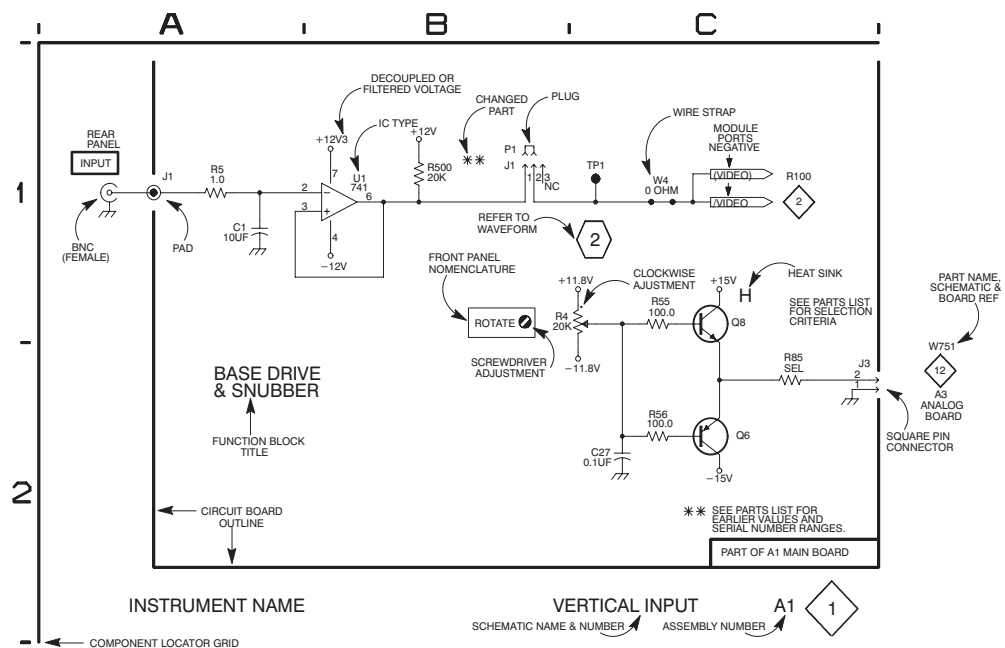 A
B
C
1
2
REAR
PANEL
INPUT
BNC
(FEMALE)
J1
PAD
R5
1.0
C1
10UF
DECOUPLED OR
FILTERED VOLTAGE
+12V3
IC TYPE
U1
741
7
2
3
6
4
−
+
−12V
+12V
R500
20K
CHANGED
PART
**
PLUG
P1
J1
1 2 3
NC
TP1
WIRE STRAP
W4
0 OHM
MODULE
PORTS
NEGATIVE
(VIDEO)
/VIDEO
R100
2
REFER TO
WAVEFORM
2
FRONT PANEL
NOMENCLATURE
ROTATE
SCREWDRIVER
ADJUSTMENT
+11.8V
CLOCKWISE
AJUSTMENT
R4
20K
−11.8V
R55
100.0
+15V
H
HEAT SINK
Q8
SEE PARTS LIST
FOR SELECTION
CRITERIA
PART NAME,
SCHEMATIC &
BOARD REF
W751
12
A3
ANALOG
BOARD
R85
SEL
J3
2
1
SQUARE PIN
CONNECTOR
BASE DRIVE
& SNUBBER
FUNCTION BLOCK
TITLE
R56
100.0
Q6
C27
0.1UF
−15V
CIRCUIT BOARD
OUTLINE
** SEE PARTS LIST FOR
EARLIER VALUES AND
SERIAL NUMBER RANGES.
PART OF A1 MAIN BOARD
INSTRUMENT NAME
VERTICAL INPUT
A1
1
SCHEMATIC NAME & NUMBER
ASSEMBLY NUMBER
COMPONENT LOCATOR GRID